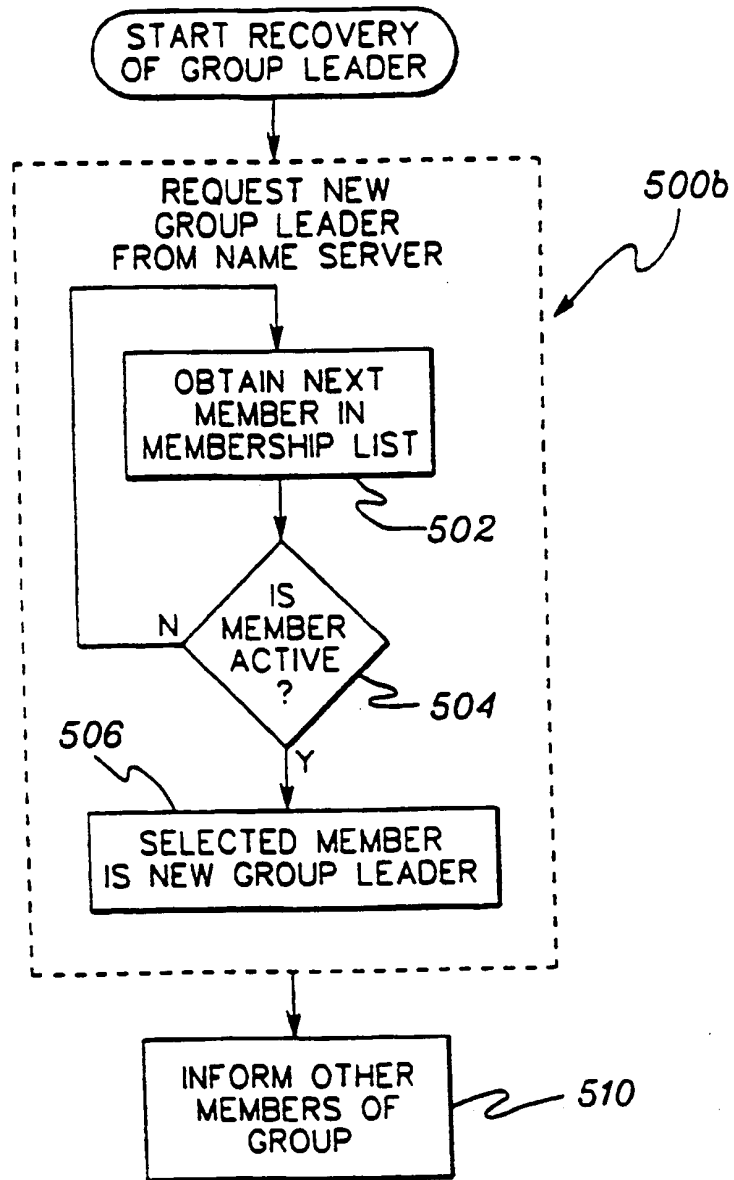 START RECOVERY
OF GROUP LEADER
REQUEST NEW
GROUP LEADER
FROM NAME SERVER
500b
OBTAIN NEXT
MEMBER IN
MEMBERSHIP LIST
502
IS
MEMBER
ACTIVE
?
N
504
Y
506
SELECTED MEMBER
IS NEW GROUP LEADER
INFORM OTHER
MEMBERS OF
GROUP
510